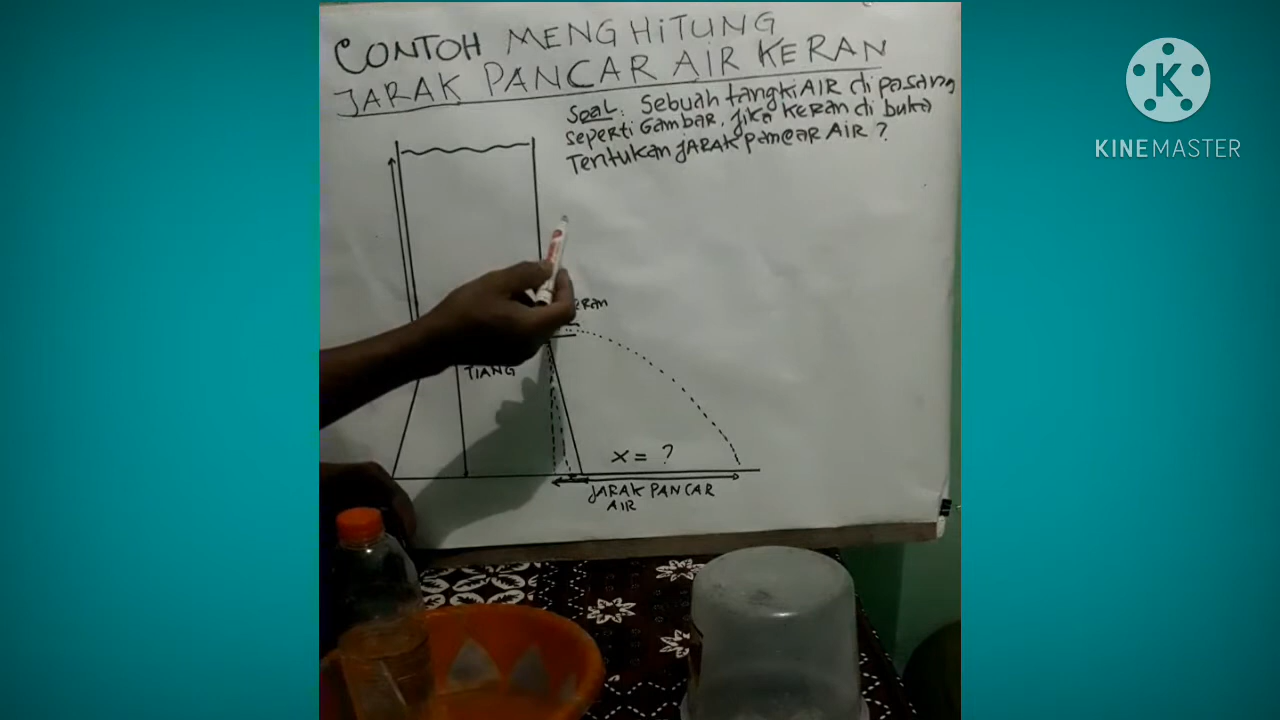 CONTOH MENGHITUNG
JARAK PANCAR AIR KERAN
Soal: Sebuah tangki AIR di pasang
seperti Gambar. Jika KERAN di buka
Tentukan JARAK pancar AIR ?
TIANG
X = ?
JARAK PANCAR
AIR
KINEMASTER